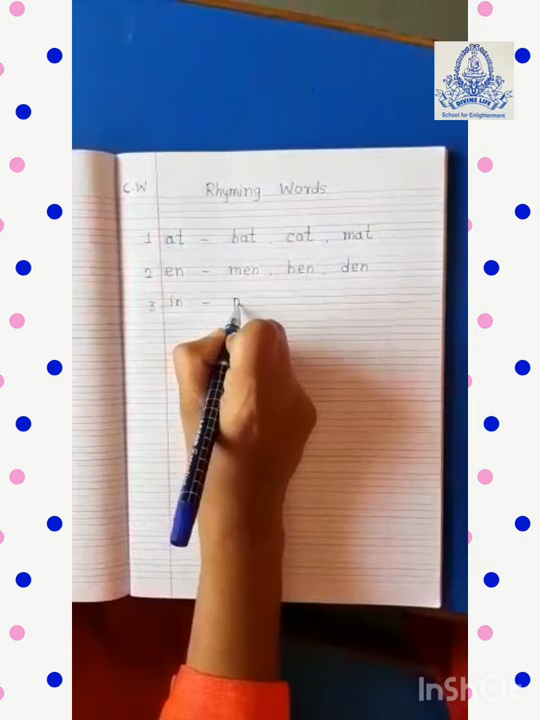 DIVINE LIFE
School for Enlightenment
C.W Rhyming Words
1 at - hat, cat, mat
2 en - men, hen, den
3 in -
InShOt